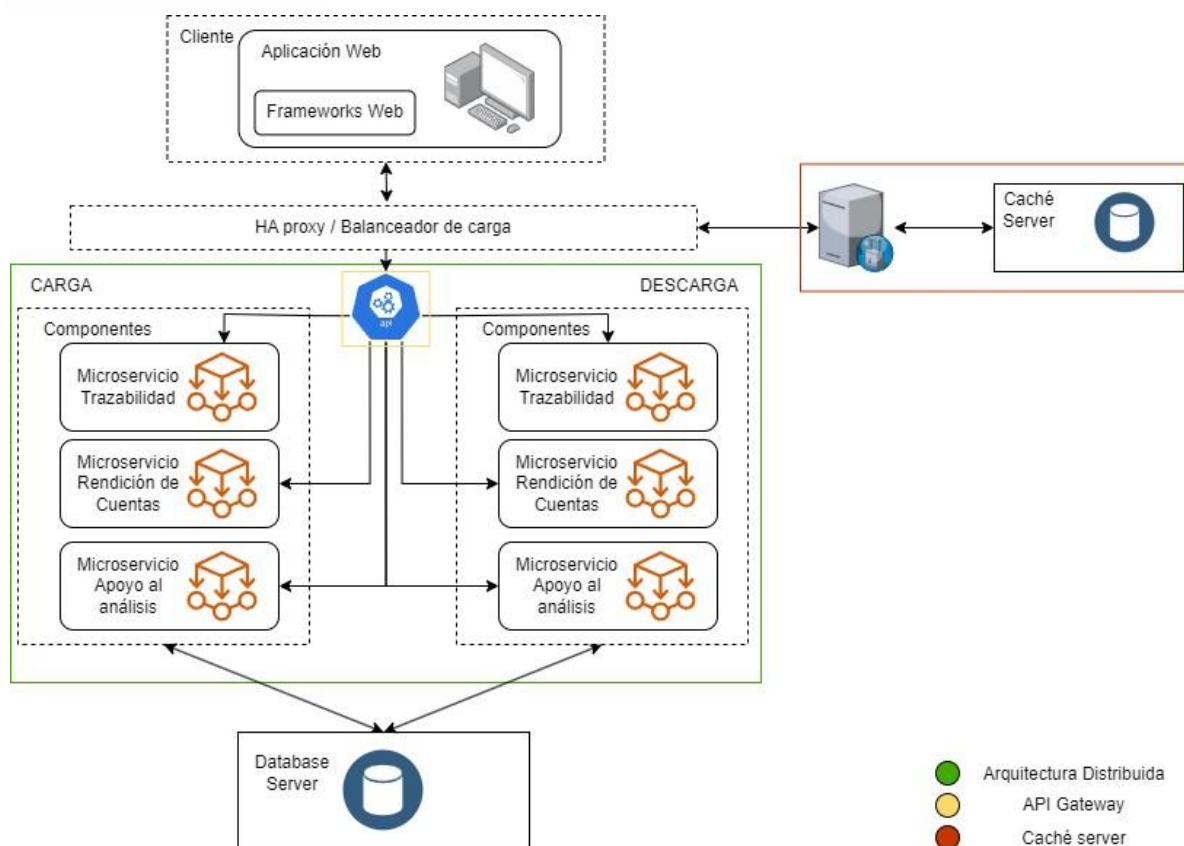 Cliente
Aplicación Web
Frameworks Web
HA proxy / Balanceador de carga
Caché
Server
CARGA
DESCARGA
api
Componentes
Microservicio
Trazabilidad
Microservicio
Rendición de
Cuentas
Microservicio
Apoyo al
análisis
Componentes
Microservicio
Trazabilidad
Microservicio
Rendición de
Cuentas
Microservicio
Apoyo al
análisis
Database
Server
Arquitectura Distribuida
API Gateway
Caché server